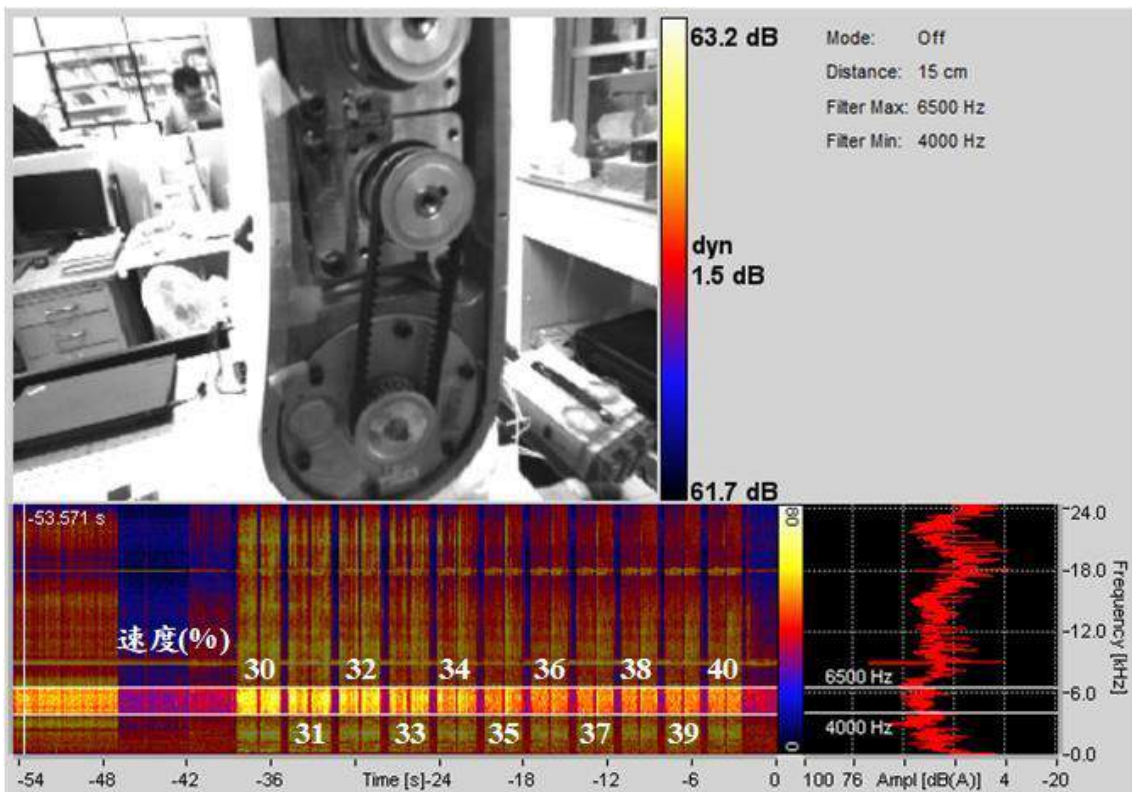 63.2 dB
dyn
1.5 dB
61.7 dB
Mode: Off
Distance: 15 cm
Filter Max: 6500 Hz
Filter Min: 4000 Hz
-53.571 s
速度(%)
30 32 34 36 38 40
31 33 35 37 39
80
0
6500 Hz
4000 Hz
24.0
18.0
12.0
6.0
0.0
Frequency [kHz]
-54 -48 -42 -36 Time [s] -24 -18 -12 -6 0
100 76 Ampl [dB(A)] 4 -20